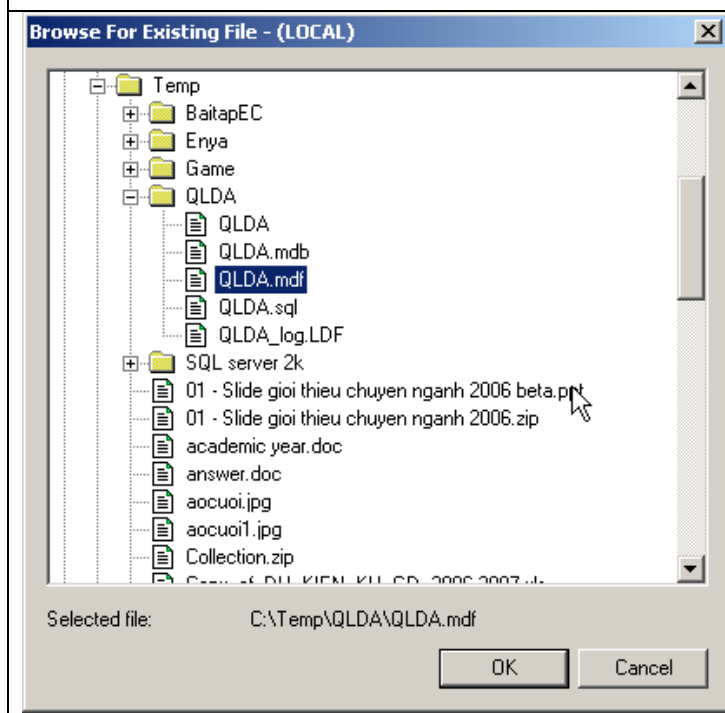 Browse For Existing File - (LOCAL)
Temp
BaitapEC
Enya
Game
QLDA
QLDA
QLDA.mdb
QLDA.mdf
QLDA.sql
QLDA_log.LDF
SQL server 2k
01 - Slide gioi thieu chuyen nganh 2006 beta.ppt
01 - Slide gioi thieu chuyen nganh 2006.zip
academic year.doc
answer.doc
aocuoi.jpg
aocuoi1.jpg
Collection.zip
Selected file: C:\Temp\QLDA\QLDA.mdf
OK Cancel